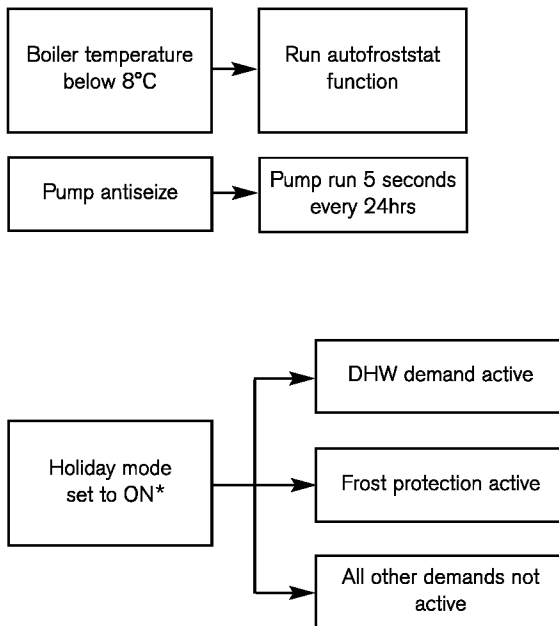 Boiler temperature
below 8°C
Run autofroststat
function
Pump antiseize
Pump run 5 seconds
every 24hrs
Holiday mode
set to ON*
DHW demand active
Frost protection active
All other demands not
active